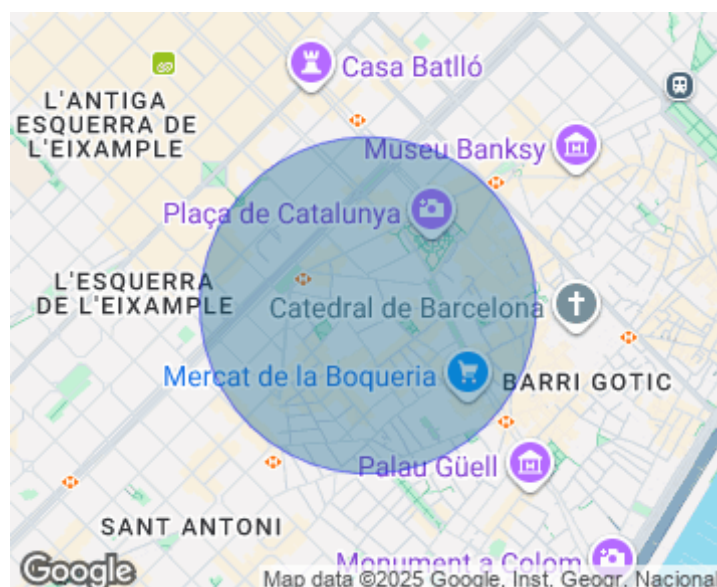 Casa Batlló
L'ANTIGA
ESQUERRA DE
L'EIXAMPLE
Museu Banksy
Plaça de Catalunya
L'ESQUERRA
DE L'EIXAMPLE
Catedral de Barcelona
Mercat de la Boqueria
BARRI GOTIC
Palau Güell
SANT ANTONI
Monument a Colom
Google
Map data ©2025 Google, Inst. Geogr. Nacional